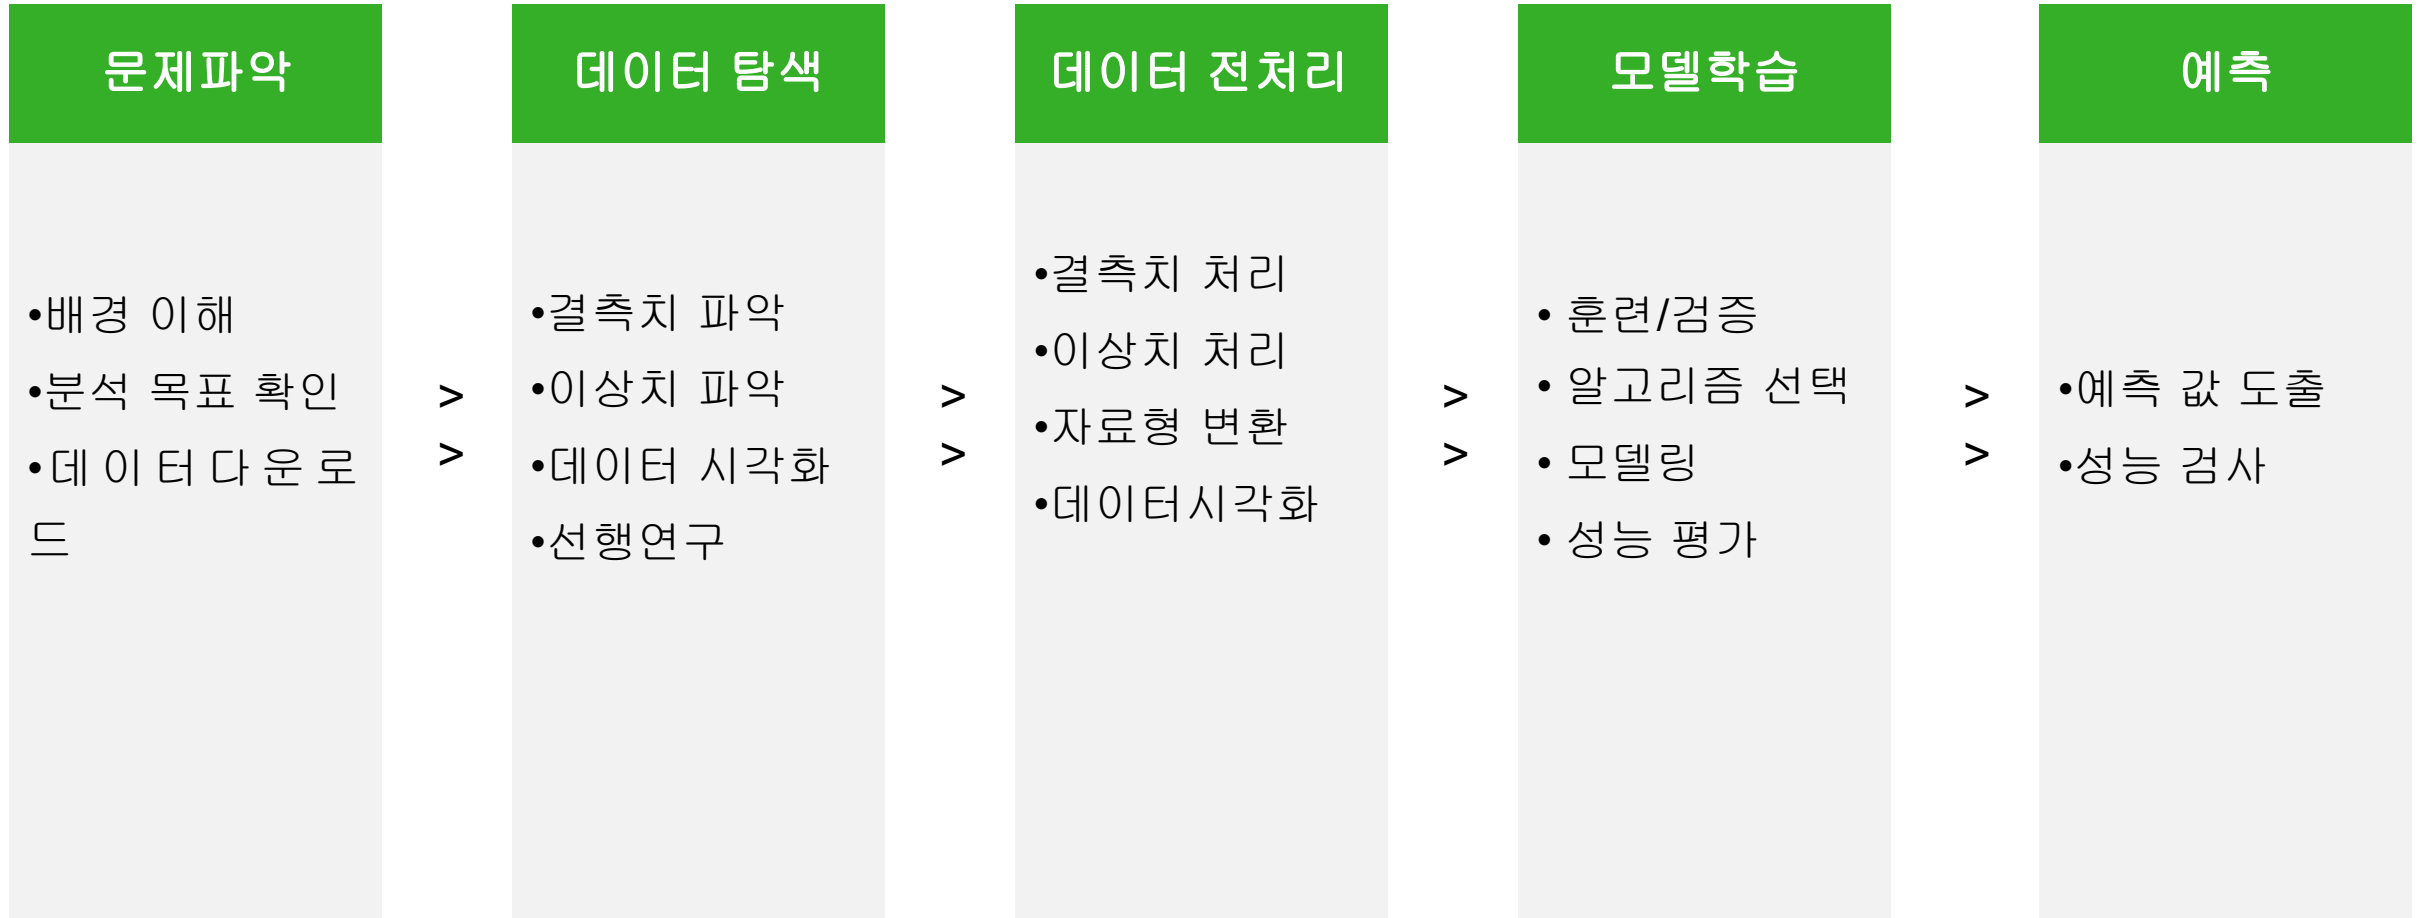 문제파악
•배경 이해
•분석 목표 확인
•데이터다운로
드
>
>
데이터 탐색
•결측치 파악
•이상치 파악
•데이터 시각화
•선행연구
>
>
데이터 전처리
•결측치 처리
•이상치 처리
•자료형 변환
•데이터시각화
>
>
모델학습
• 훈련/검증
• 알고리즘 선택
• 모델링
• 성능 평가
>
>
예측
•예측 값 도출
•성능 검사